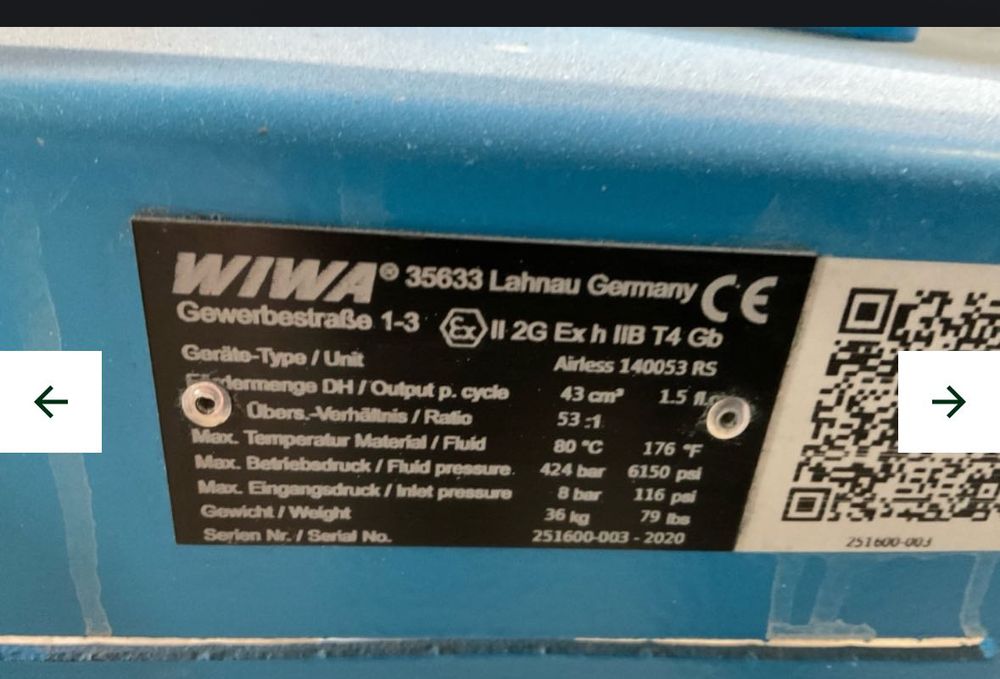 WIWA® 35633 Lahnau Germany CE
Gewerbestraße 1-3 Ex II 2G Ex h IIB T4 Gb
Geräte-Type / Unit Airless 140053 RS
DH / Output p. cycle 43 cm³ 1.5
Übers.-Verhältnis / Ratio 53 :1
Max. Temperatur Material / Fluid 80 °C 176 °F
Max. Betriebsdruck / Fluid pressure 424 bar 6150 psi
Max. Eingangsdruck / Inlet pressure 8 bar 116 psi
Gewicht / Weight 36 kg 79 lbs
Serien Nr. / Serial No. 251600-003 - 2020
251600-003